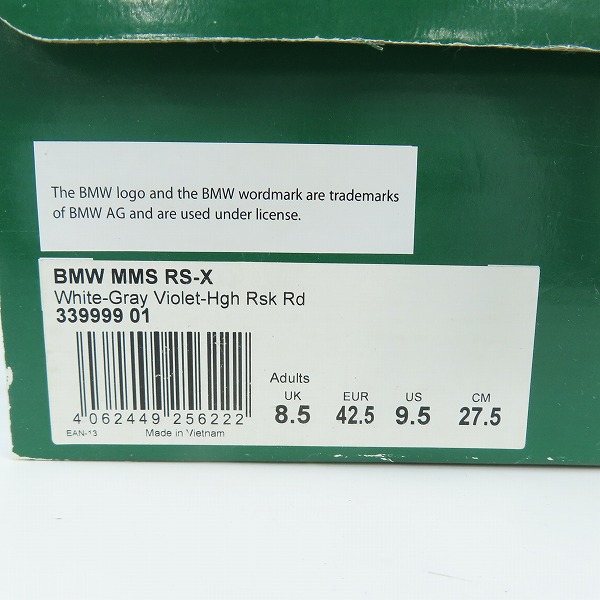 The BMW logo and the BMW wordmark are trademarks
of BMW AG and are used under license.
BMW MMS RS-X
White-Gray Violet-Hgh Rsk Rd
339999 01
4 062449 256222
EAN-13 Made in Vietnam
Adults
UK EUR US CM
8.5 42.5 9.5 27.5